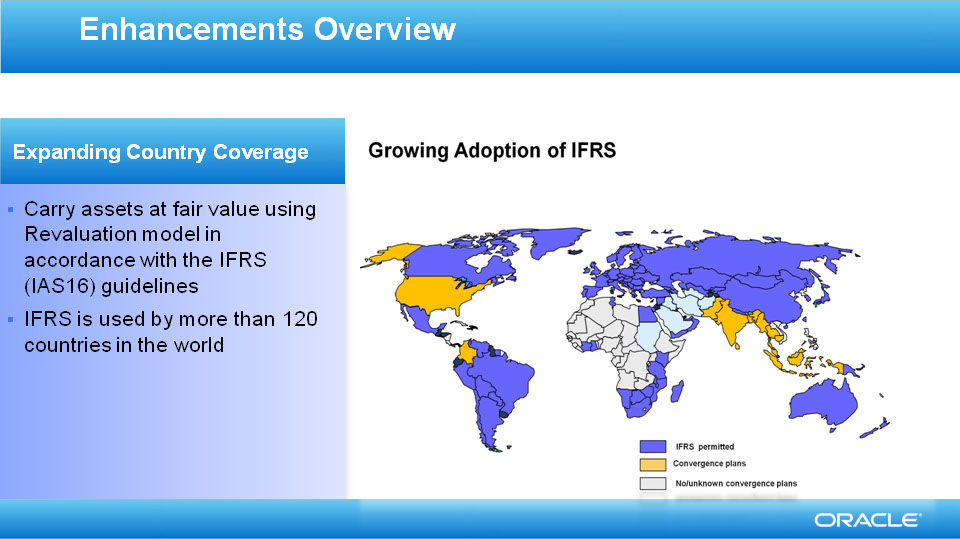 Enhancements Overview
Expanding Country Coverage
Carry assets at fair value using
Revaluation model in
accordance with the IFRS
(IAS16) guidelines
IFRS is used by more than 120
countries in the world
Growing Adoption of IFRS
IFRS permitted
Convergence plans
No/unknown convergence plans
ORACLE